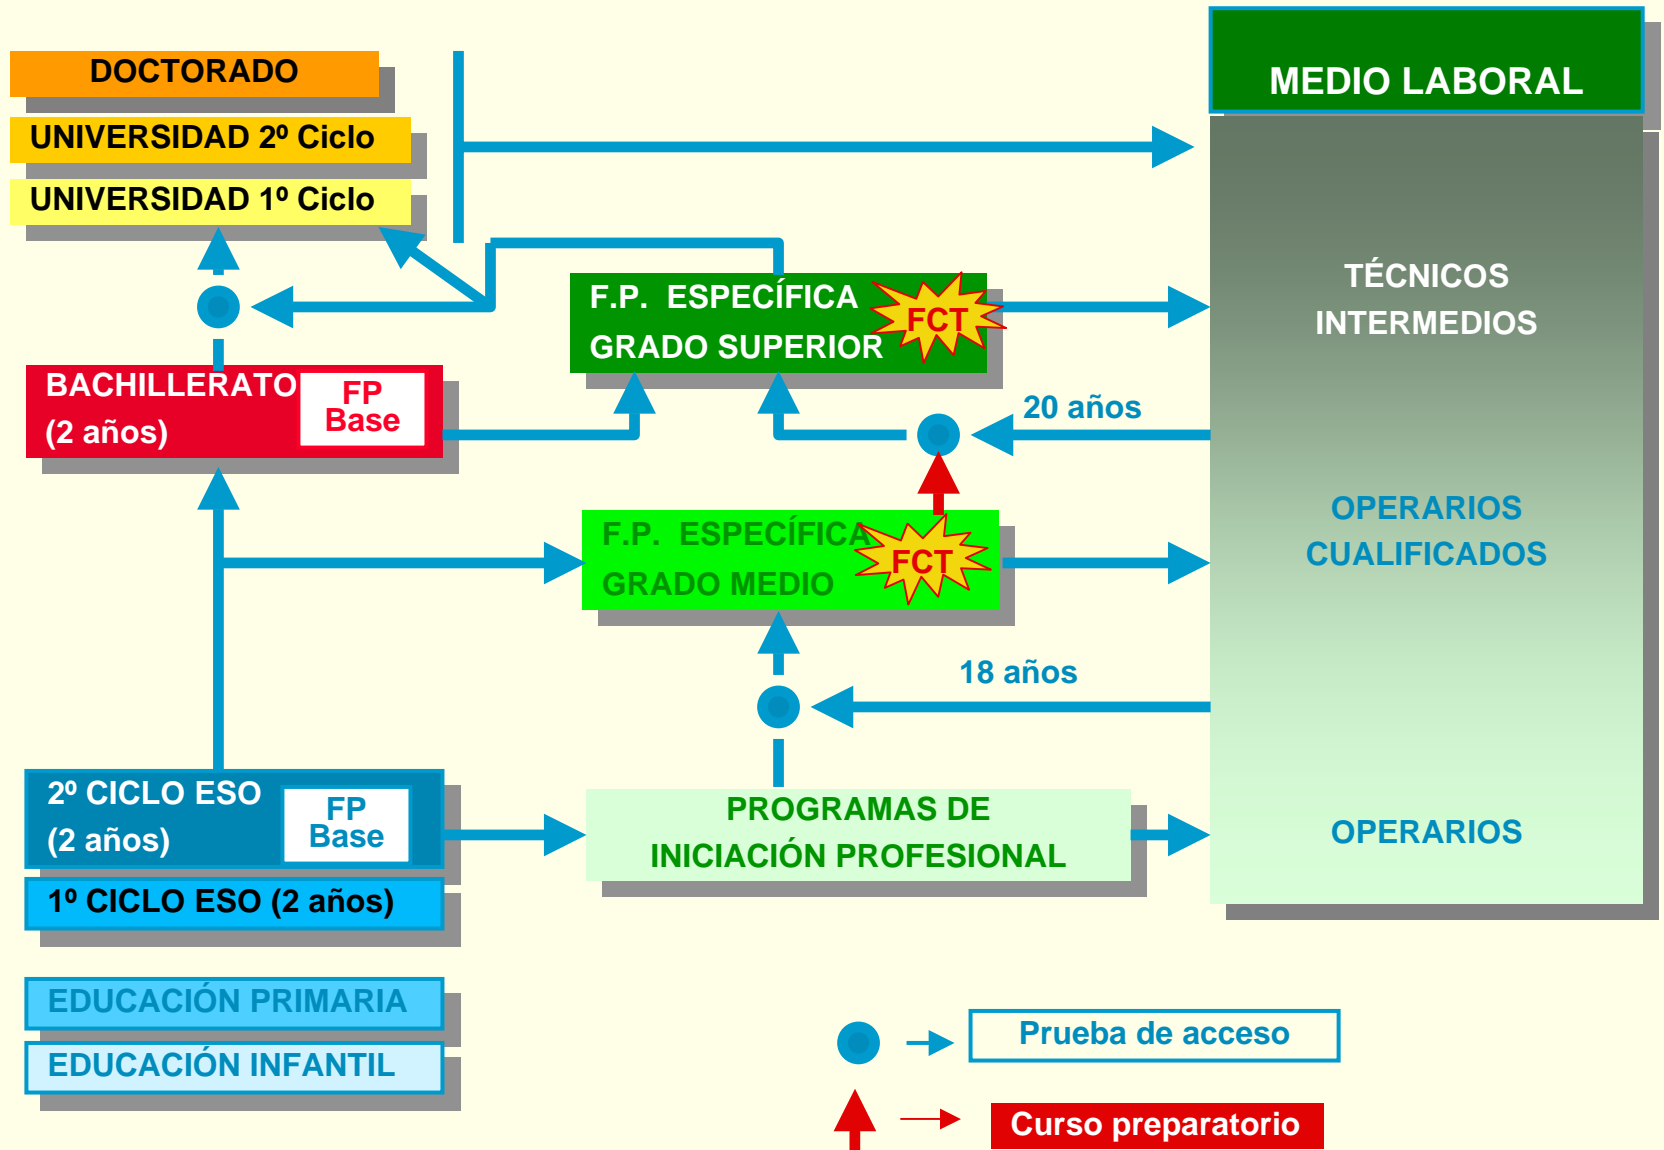 DOCTORADO
UNIVERSIDAD 2º Ciclo
UNIVERSIDAD 1º Ciclo
BACHILLERATO
(2 años)
FP
Base
2º CICLO ESO
(2 años)
FP
Base
1º CICLO ESO (2 años)
EDUCACIÓN PRIMARIA
EDUCACIÓN INFANTIL
F.P. ESPECÍFICA
GRADO SUPERIOR
FCT
20 años
F.P. ESPECÍFICA
GRADO MEDIO
FCT
18 años
PROGRAMAS DE
INICIACIÓN PROFESIONAL
MEDIO LABORAL
TÉCNICOS
INTERMEDIOS
OPERARIOS
CUALIFICADOS
OPERARIOS
Prueba de acceso
Curso preparatorio